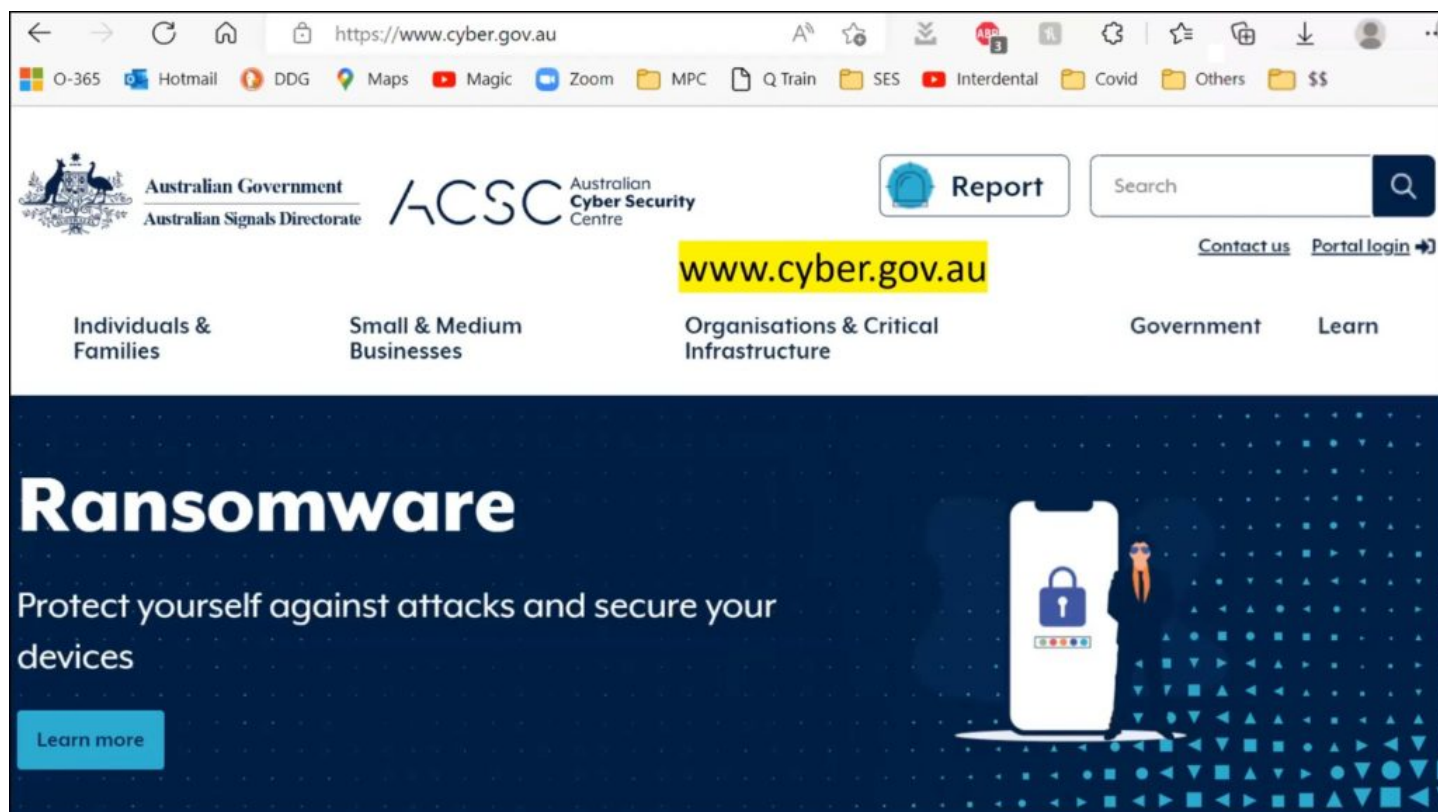 https://www.cyber.gov.au
ABP
3
O-365 Hotmail DDG Maps Magic Zoom MPC Q Train SES Interdental Covid Others $$
Australian Government
Australian Signals Directorate
ACSC
Australian
Cyber Security
Centre
Report
Search
Contact us Portal login
www.cyber.gov.au
Individuals &
Families
Small & Medium
Businesses
Organisations & Critical
Infrastructure
Government
Learn
Ransomware
Protect yourself against attacks and secure your
devices
Learn more